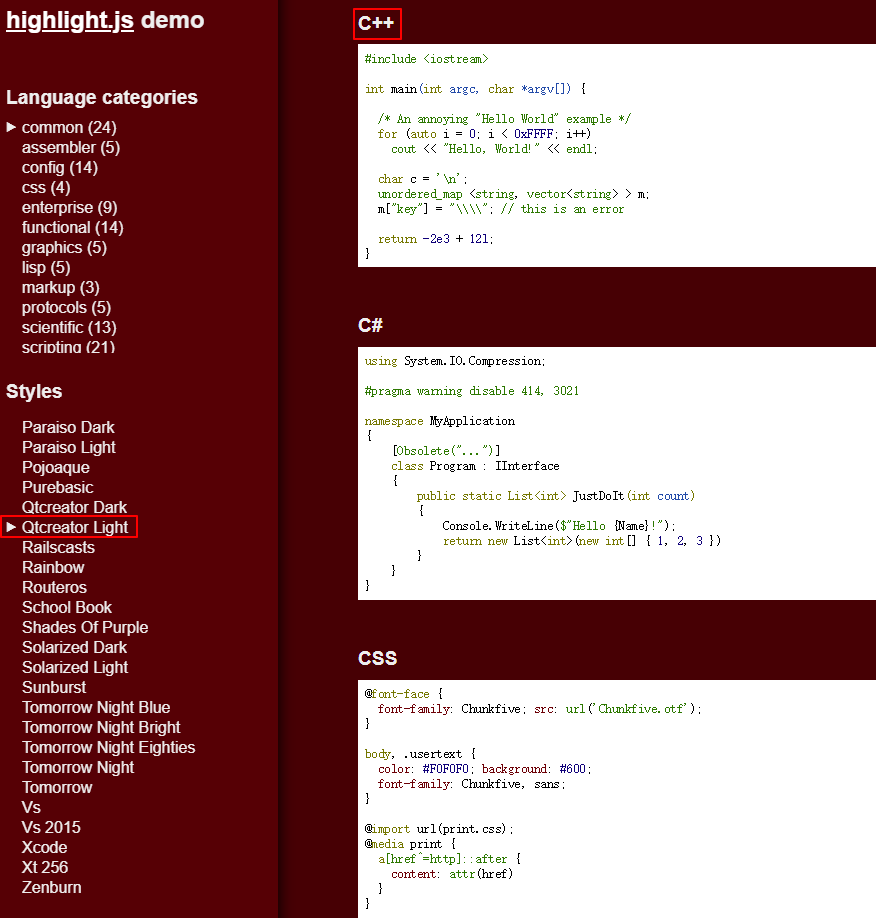 highlight.js demo
Language categories
common (24)
assembler (5)
config (14)
css (4)
enterprise (9)
functional (14)
graphics (5)
lisp (5)
markup (3)
protocols (5)
scientific (13)
scripting (21)
Styles
Paraiso Dark
Paraiso Light
Pojoaque
Purebasic
Qtcreator Dark
Qtcreator Light
Railscasts
Rainbow
Routeros
School Book
Shades Of Purple
Solarized Dark
Solarized Light
Sunburst
Tomorrow Night Blue
Tomorrow Night Bright
Tomorrow Night Eighties
Tomorrow Night
Tomorrow
Vs
Vs 2015
Xcode
Xt 256
Zenburn
C++
#include <iostream>
int main(int argc, char *argv[]) {
/* An annoying "Hello World" example */
for (auto i = 0; i < 0xFFFF; i++)
cout << "Hello, World!" << endl;
char c = '\n';
unordered_map <string, vector<string> > m;
m["key"] = "\\\\"; // this is an error
return -2e3 + 12l;
}
C#
using System.IO.Compression;
#pragma warning disable 414, 3021
namespace MyApplication
{
[Obsolete("...")]
class Program : IInterface
{
public static List<int> JustDoIt(int count)
{
Console.WriteLine($"Hello {Name}!");
return new List<int>(new int[] { 1, 2, 3 })
}
}
}
CSS
@font-face {
font-family: Chunkfive; src: url('Chunkfive.otf');
}
body, .usertext {
color: #F0F0F0; background: #600;
font-family: Chunkfive, sans;
}
@import url(print.css);
@media print {
a[href^=http]::after {
content: attr(href)
}
}